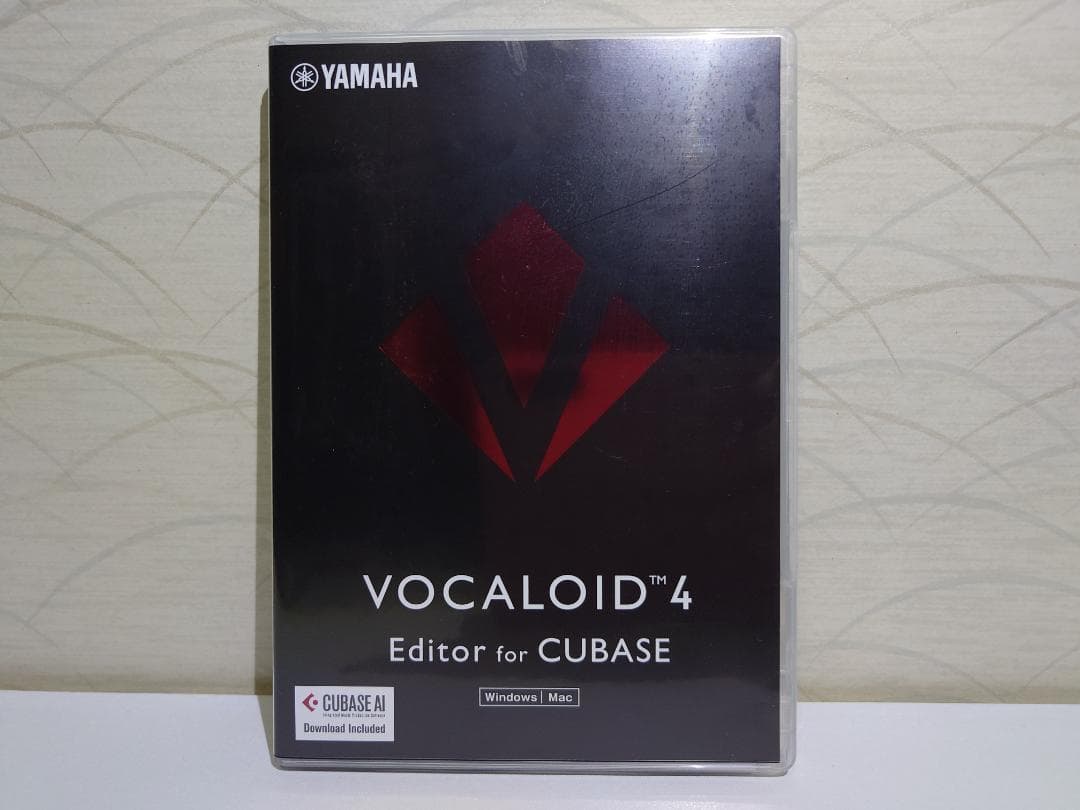 YAMAHA
VOCALOID™4
Editor for CUBASE
Windows | Mac
CUBASE AI
Download Included